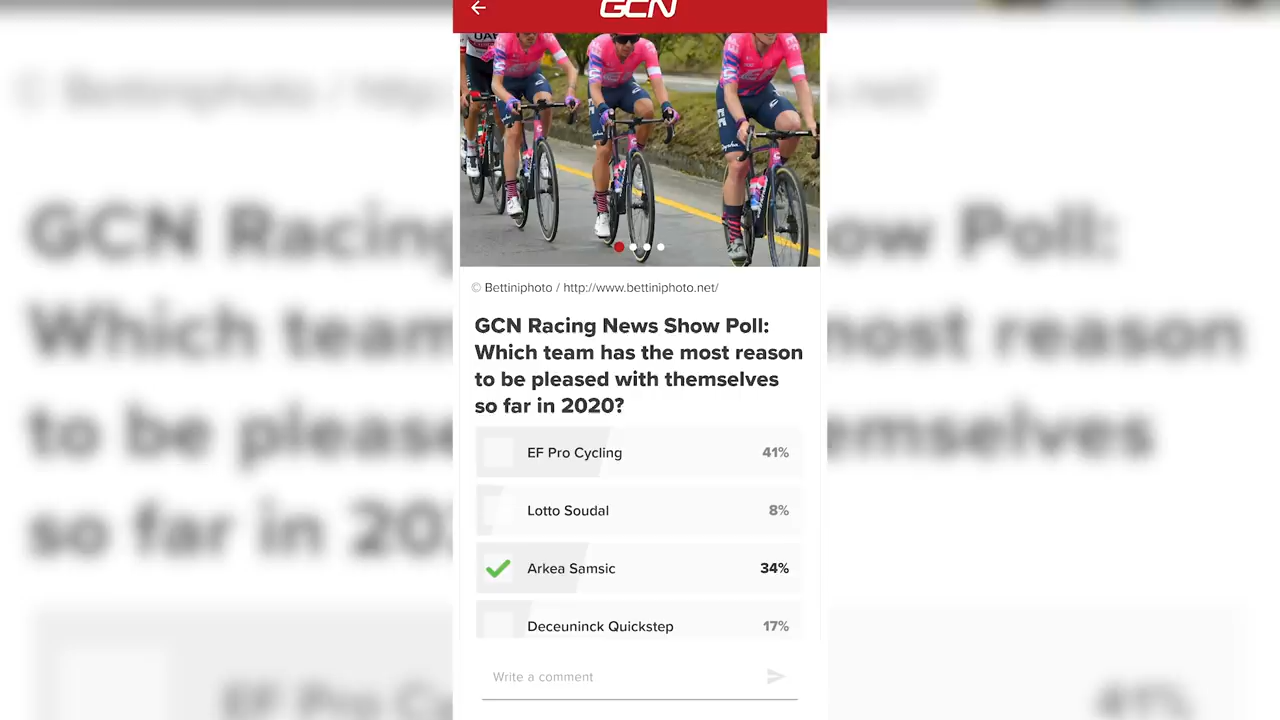 GCN
UAE
© Bettiniphoto / http://www.bettiniphoto.net/
GCN Racing News Show Poll:
Which team has the most reason
to be pleased with themselves
so far in 2020?
EF Pro Cycling 41%
Lotto Soudal 8%
Arkea Samsic 34%
Deceuninck Quickstep 17%
Write a comment